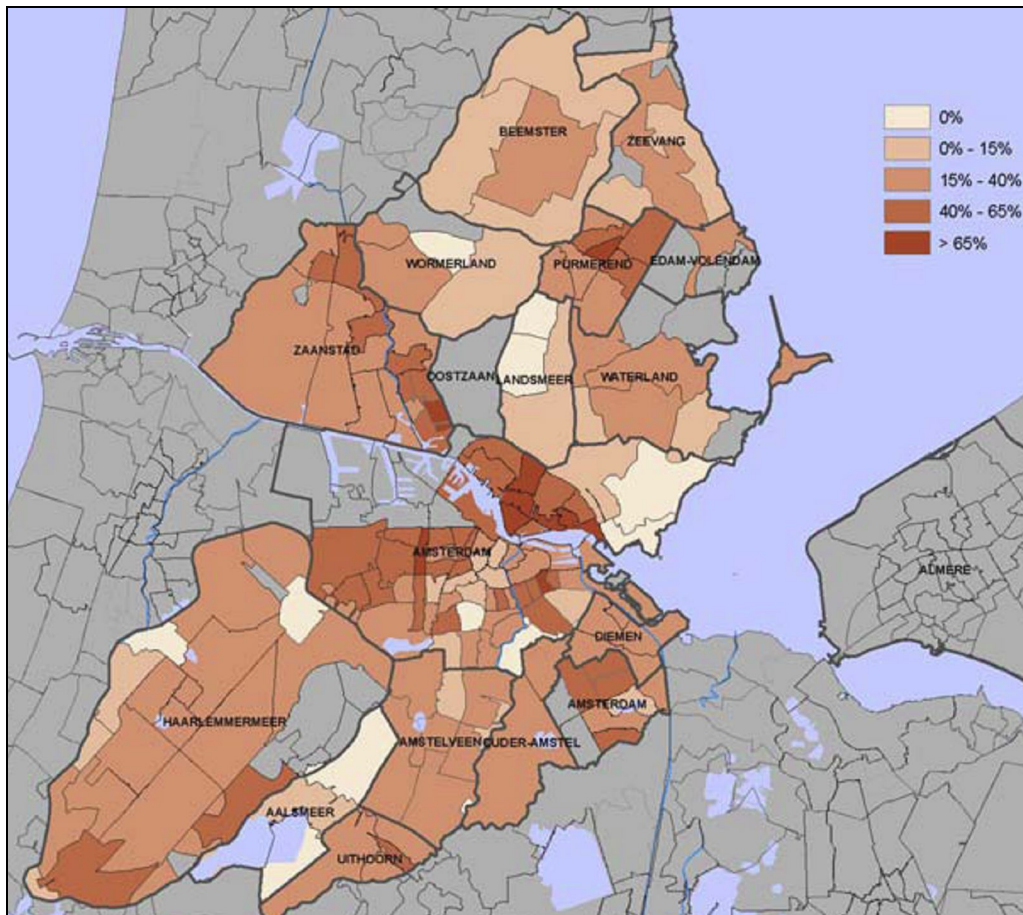 BEEMSTER
ZEEVANG
0%
0% - 15%
15% - 40%
40% - 65%
> 65%
WORMERLAND
PURMEREND
EDAM-VOLENDAM
ZAANSTAD
OOSTZAAN
LANDSMEER
WATERLAND
AMSTERDAM
ALMERE
DIEMEN
AMSTERDAM
HAARLEMMERMEER
AMSTELVEEN
OUDER-AMSTEL
AALSMEER
UITHOORN